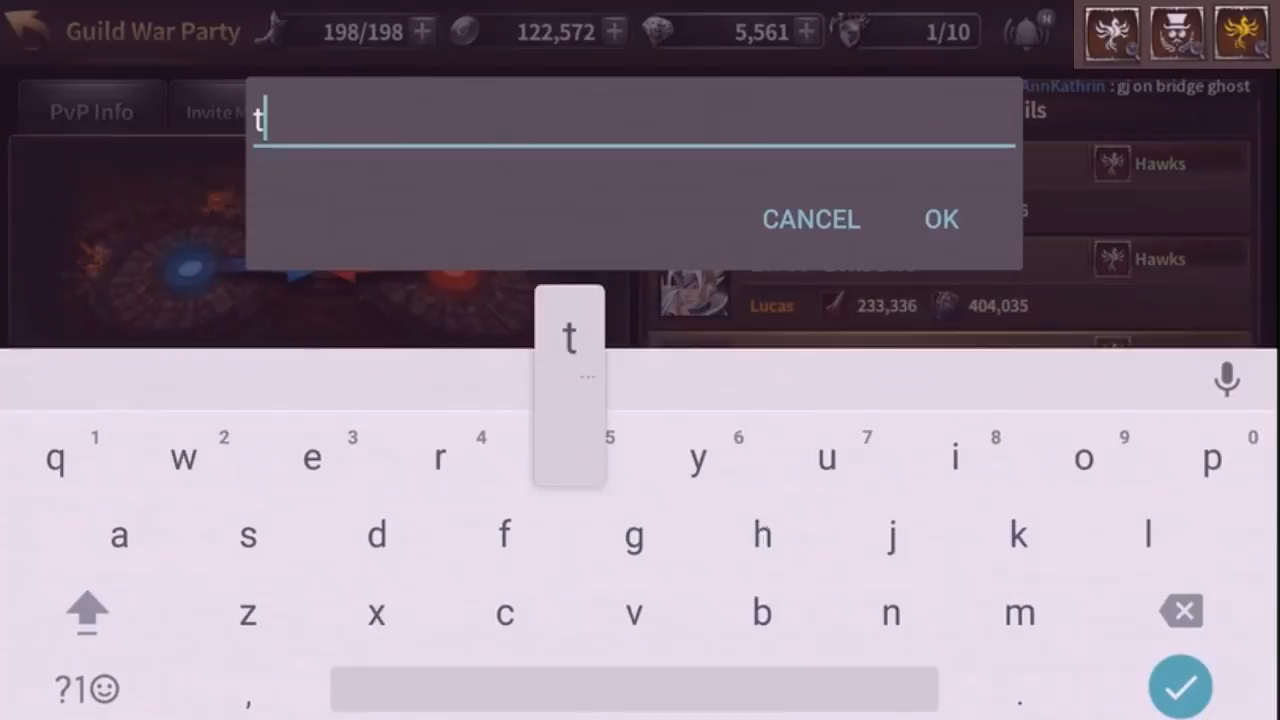 Guild War Party
198/198 +
122,572 +
5,561 +
1/10
N
AnnKathrin : gj on bridge ghost
PvP Info
Invite M
ils
t
Hawks
CANCEL
OK
6
Hawks
Lucas 233,336 404,035
t
...
1 2 3 4 5 6 7 8 9 0
q w e r y u i o p
a s d f g h j k l
z x c v b n m
?1☺ , .